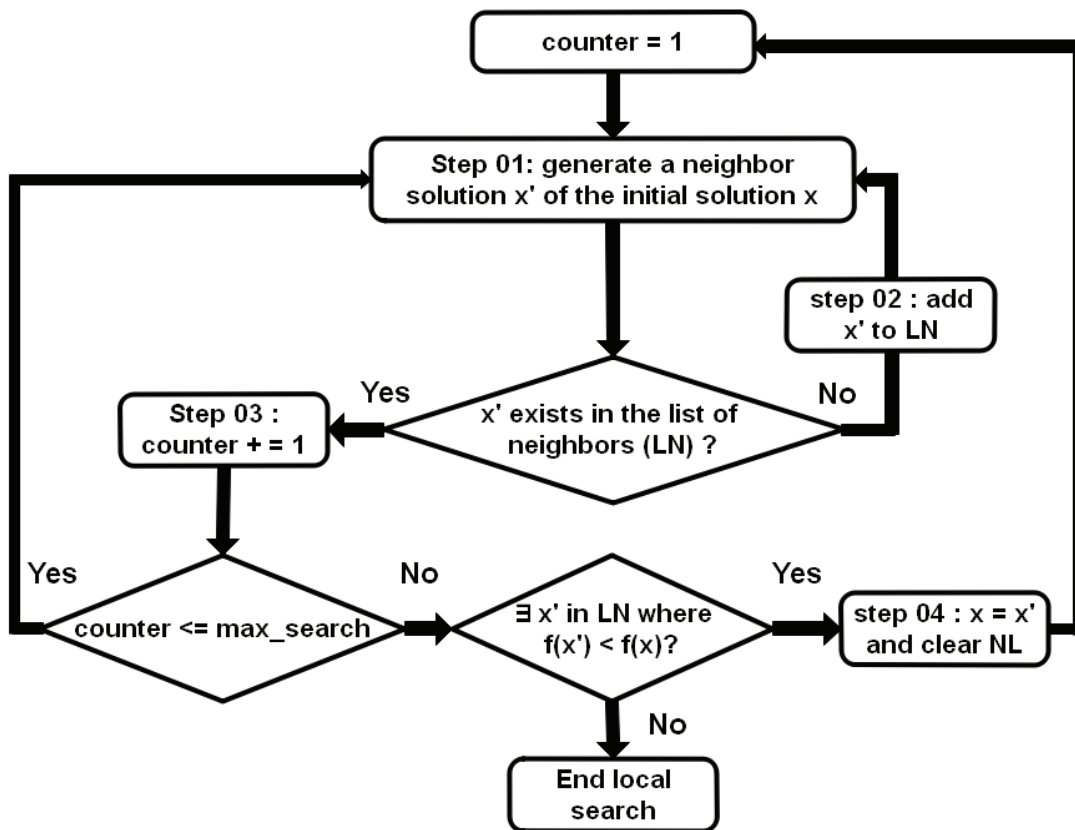 counter = 1
Step 01: generate a neighbor
solution x' of the initial solution x
step 02 : add
x' to LN
Yes
No
Step 03 :
counter + = 1
x' exists in the list of
neighbors (LN) ?
Yes
No
Yes
counter <= max_search
∃ x' in LN where
f(x') < f(x)?
step 04 : x = x'
and clear NL
No
End local
search